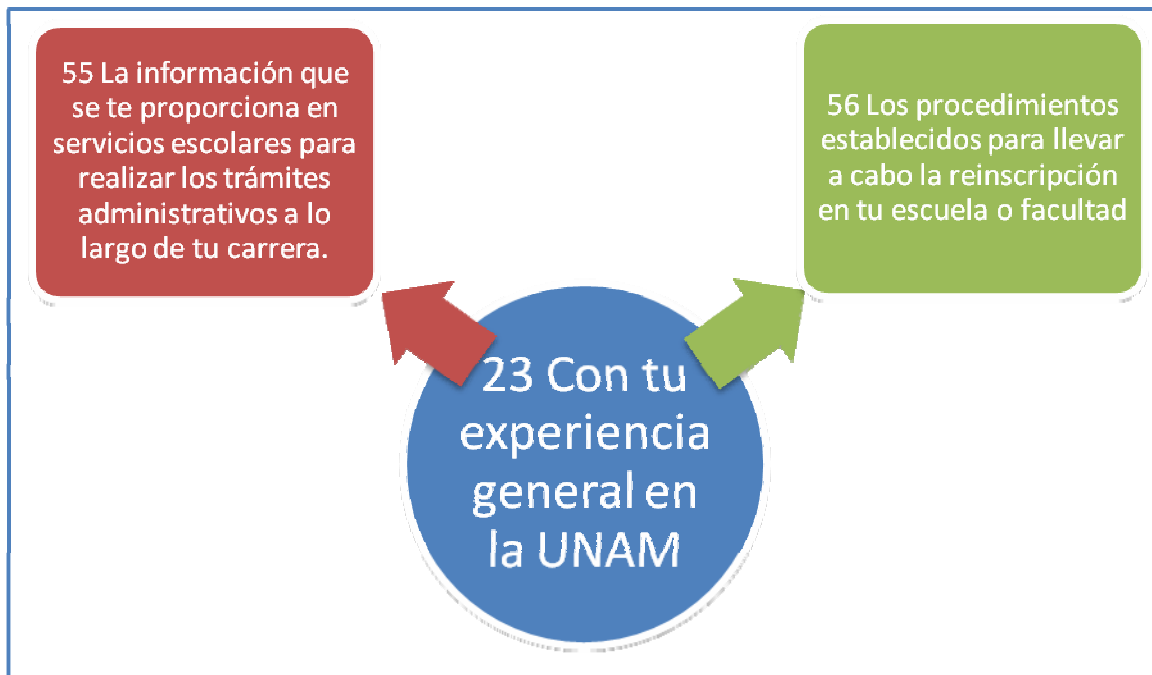 55 La información que
se te proporciona en
servicios escolares para
realizar los trámites
administrativos a lo
largo de tu carrera.
56 Los procedimientos
establecidos para llevar
a cabo la reinscripción
en tu escuela o facultad
23 Con tu
experiencia
general en
la UNAM